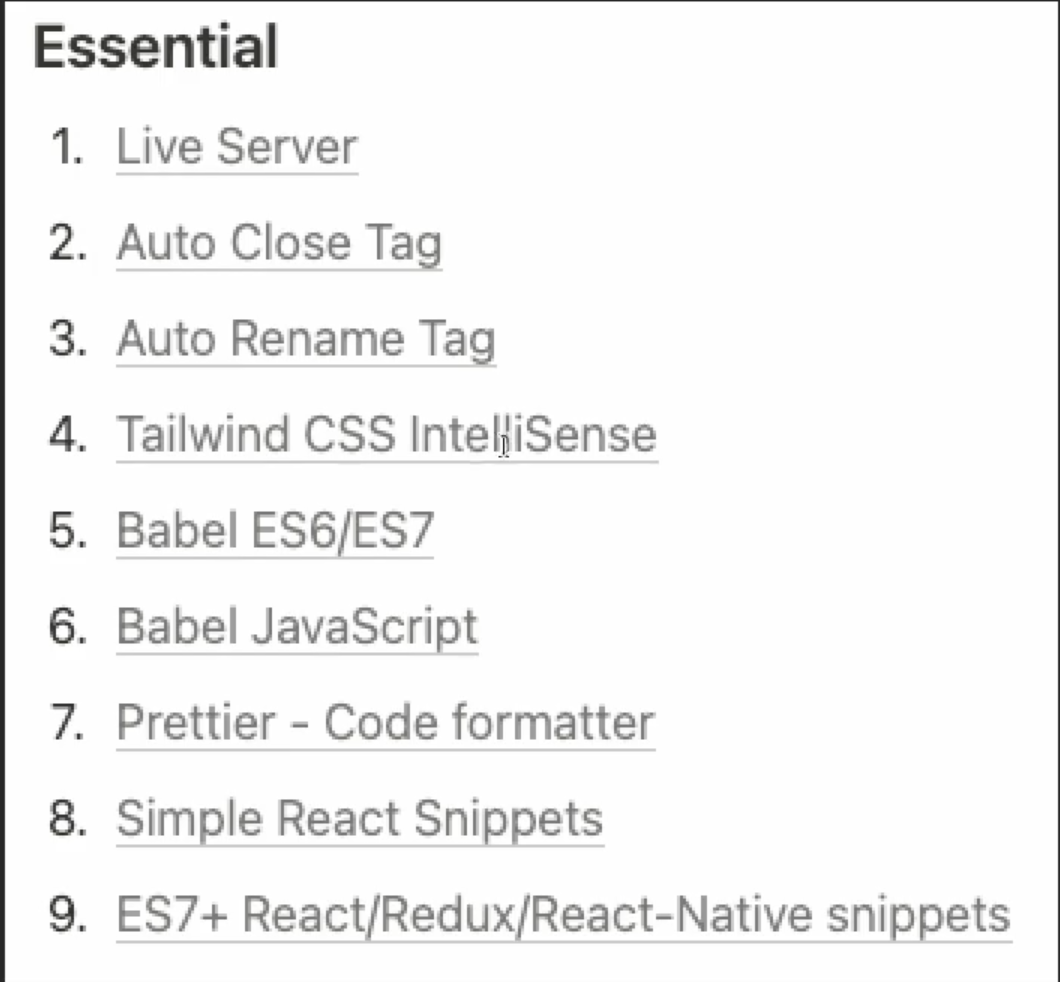 Essential
1. Live Server
2. Auto Close Tag
3. Auto Rename Tag
4. Tailwind CSS IntelliSense
5. Babel ES6/ES7
6. Babel JavaScript
7. Prettier - Code formatter
8. Simple React Snippets
9. ES7+ React/Redux/React-Native snippets